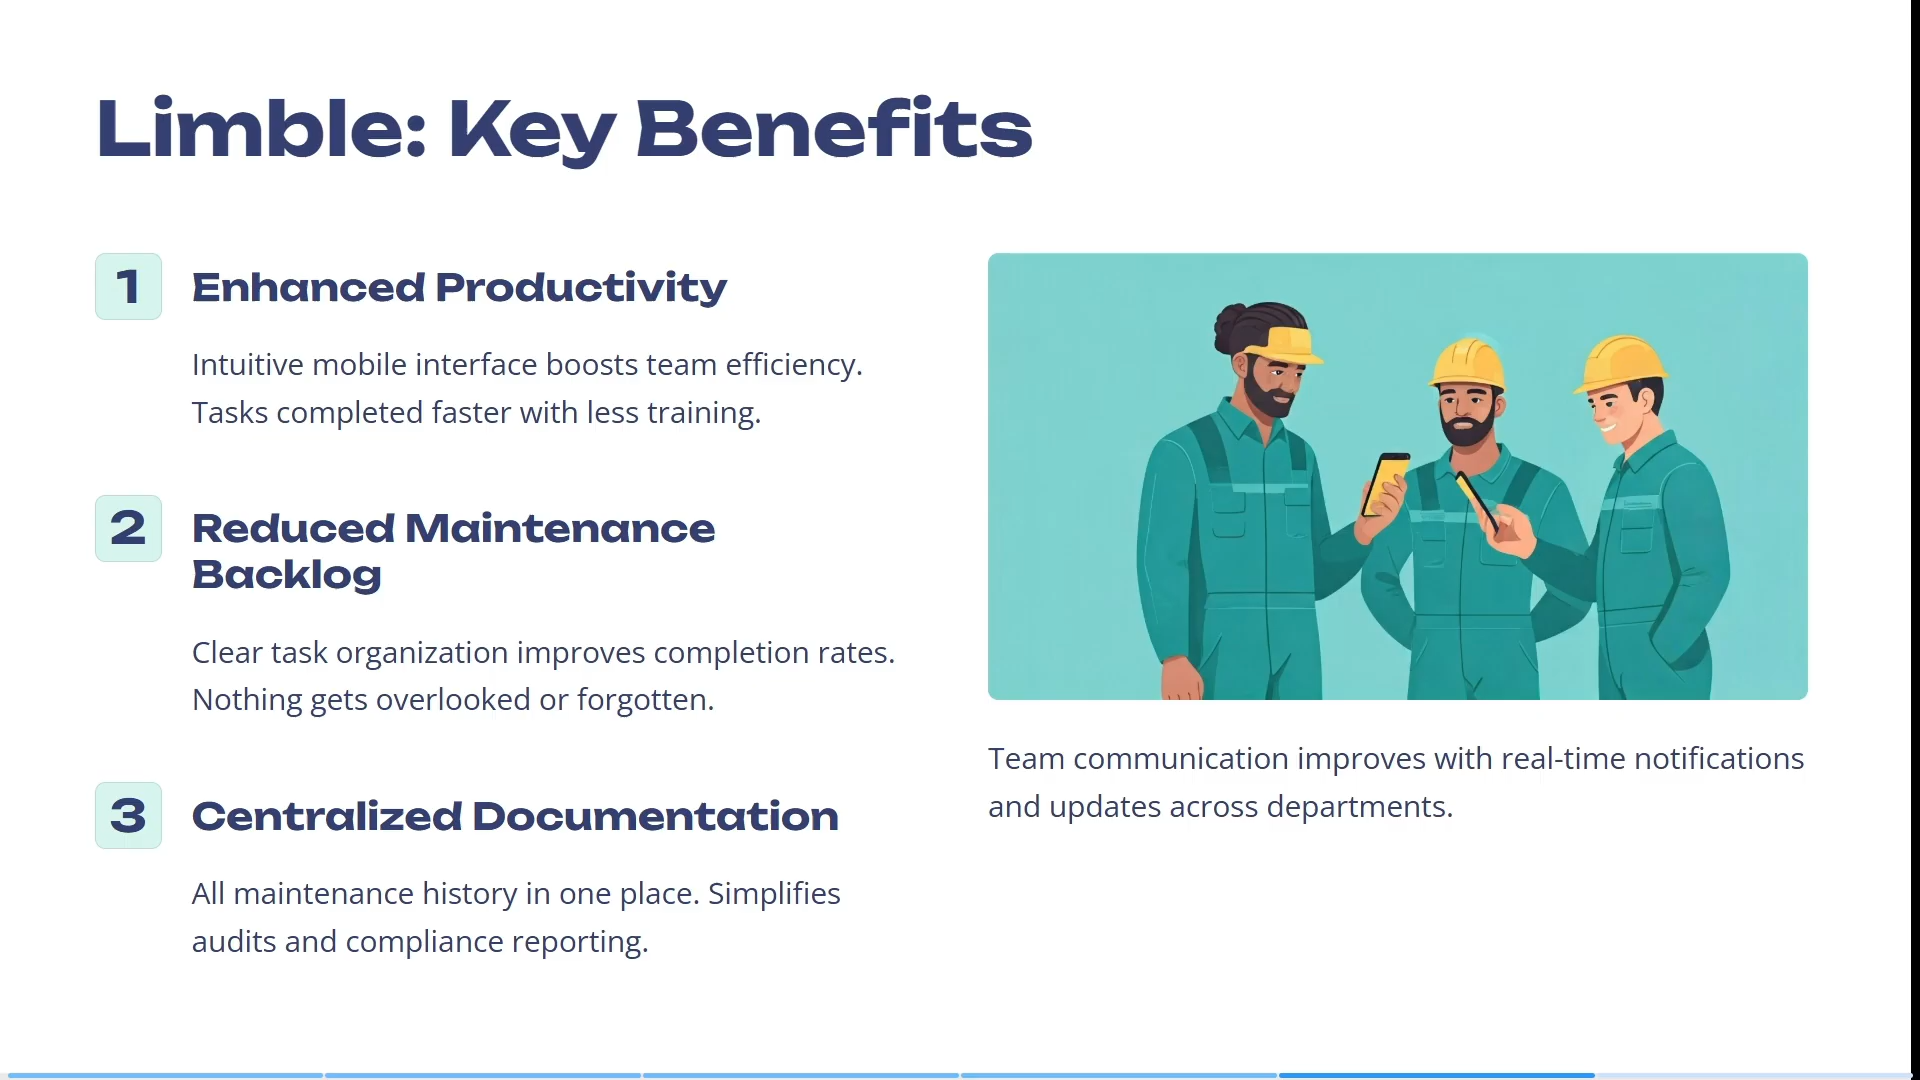 Limble: Key Benefits
1
Enhanced Productivity
Intuitive mobile interface boosts team efficiency.
Tasks completed faster with less training.
2
Reduced Maintenance
Backlog
Clear task organization improves completion rates.
Nothing gets overlooked or forgotten.
3
Centralized Documentation
All maintenance history in one place. Simplifies
audits and compliance reporting.
Team communication improves with real-time notifications
and updates across departments.